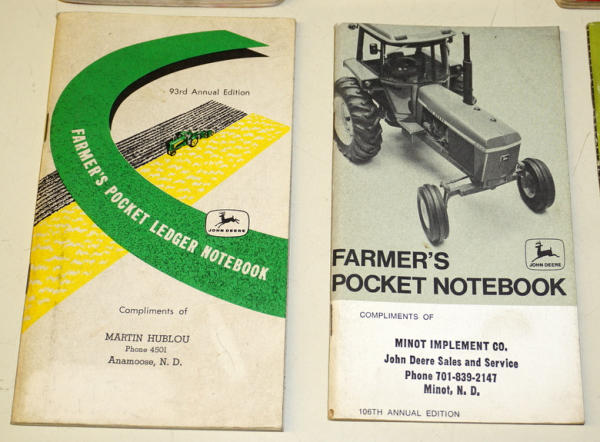 93rd Annual Edition
FARMER'S POCKET LEDGER NOTEBOOK
JOHN DEERE
Compliments of
MARTIN HUBLOU
Phone 4501
Anamoose, N. D.
FARMER'S
POCKET NOTEBOOK
JOHN DEERE
COMPLIMENTS OF
MINOT IMPLEMENT CO.
John Deere Sales and Service
Phone 701-839-2147
Minot, N. D.
106TH ANNUAL EDITION